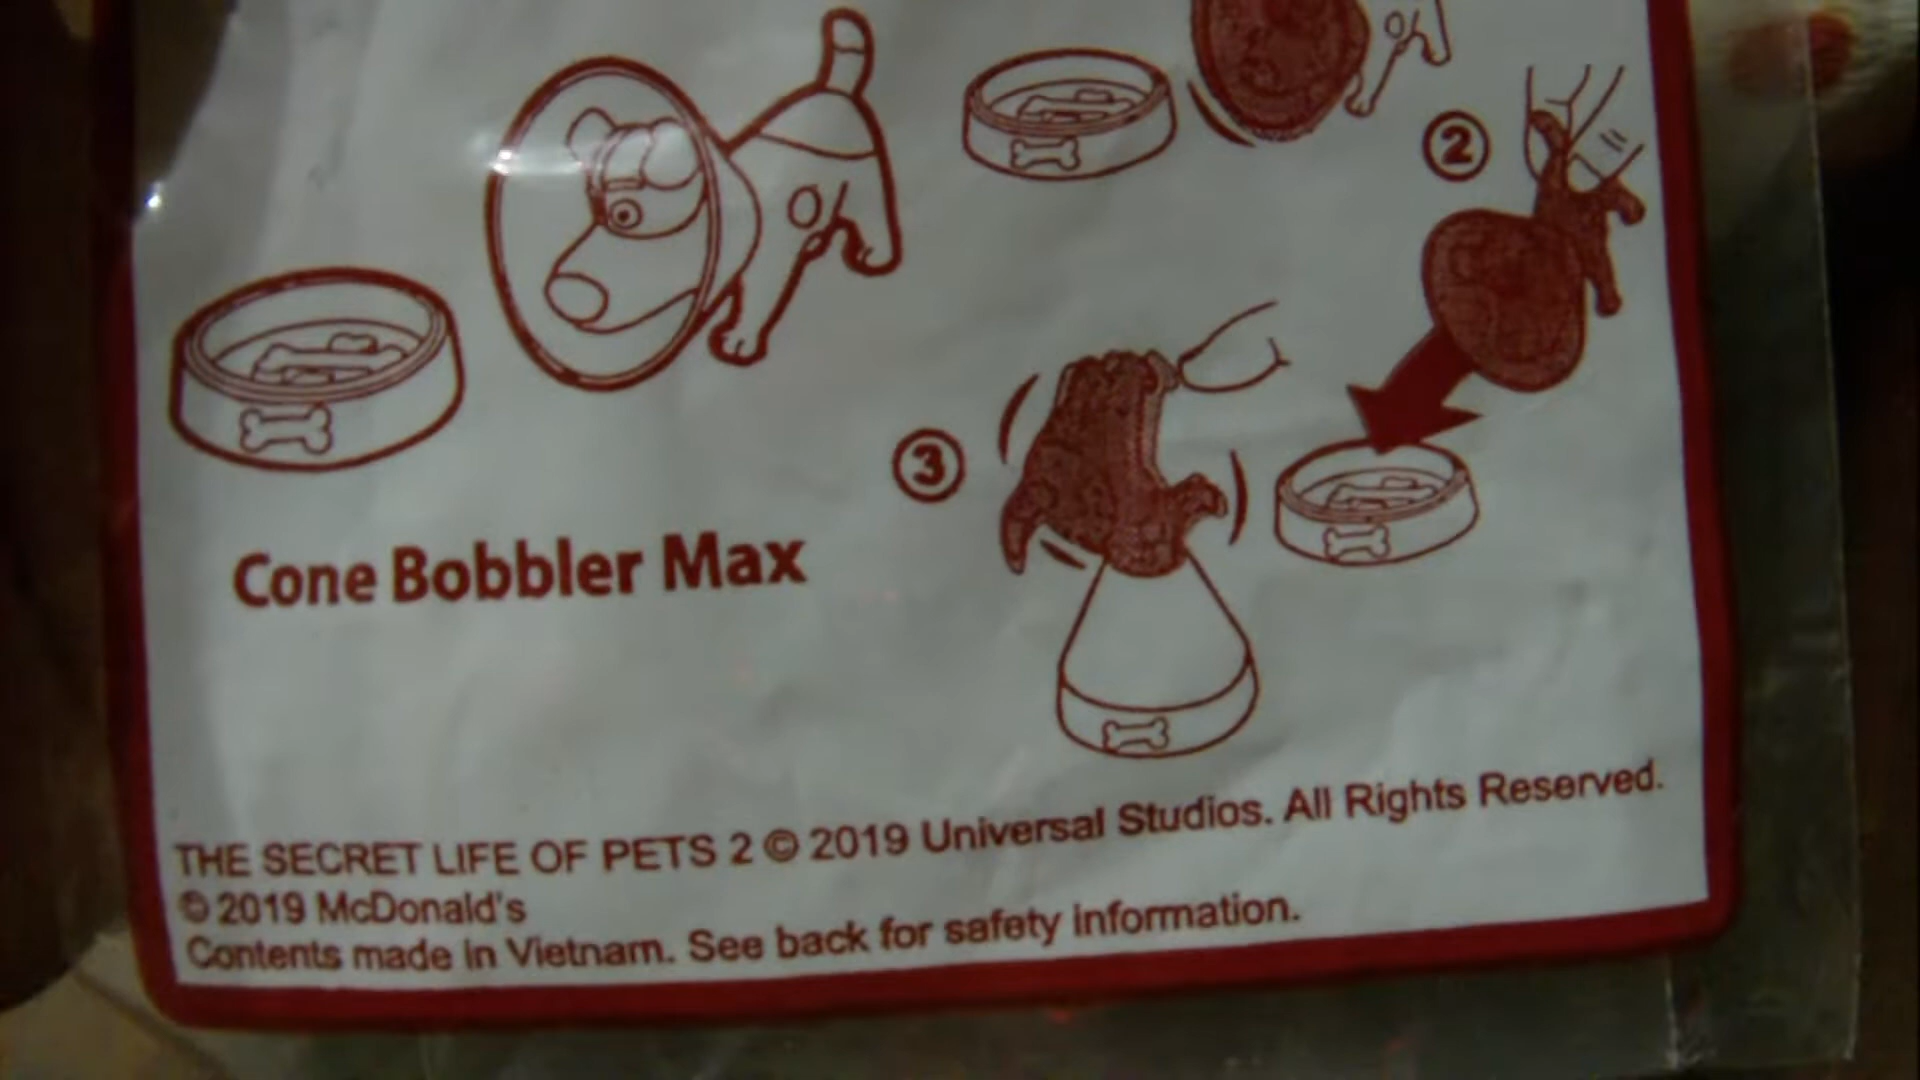 2
3
Cone Bobbler Max
THE SECRET LIFE OF PETS 2 © 2019 Universal Studios. All Rights Reserved.
© 2019 McDonald's
Contents made in Vietnam. See back for safety information.